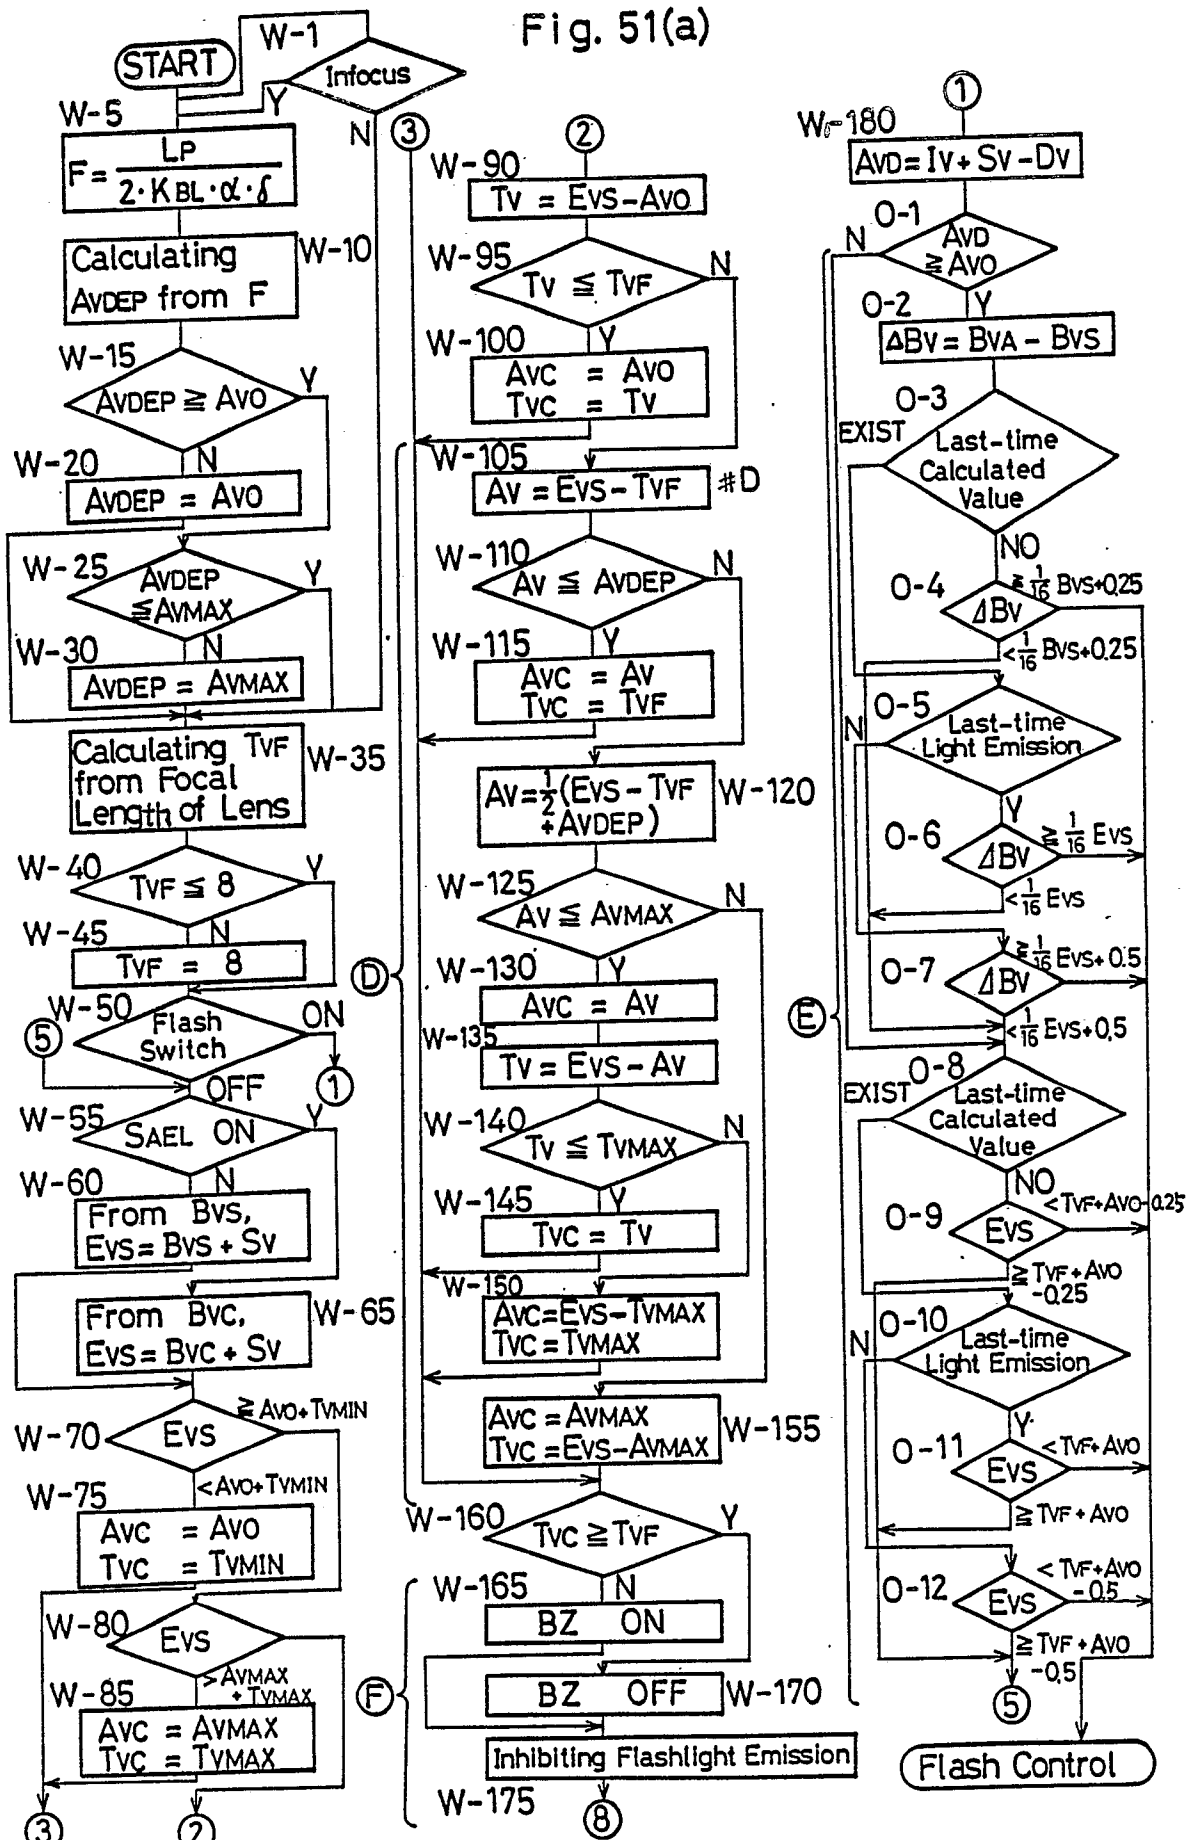 Fig. 51(a)
START
W-1
Infocus
Y
N
W-5
F = LP / 2·KBL·α·δ
W-10
Calculating
AVDEP from F
W-15
AVDEP ≧ AVO
Y
N
W-20
AVDEP = AVO
W-25
AVDEP
≦AVMAX
Y
N
W-30
AVDEP = AVMAX
Calculating TVF
from Focal
Length of Lens
W-35
W-40
TVF ≦ 8
Y
N
W-45
TVF = 8
W-50
Flash
Switch
ON
OFF
5
1
W-55
SAEL ON
Y
N
W-60
From BVS,
EVS = BVS + SV
From BVC,
EVS = BVC + SV
W-65
W-70
EVS
≧ AVO+TVMIN
<AVO+TVMIN
W-75
AVC = AVO
TVC = TVMIN
W-80
EVS
>AVMAX
+TVMAX
W-85
AVC = AVMAX
TVC = TVMAX
3
2
3
2
W-90
TV = EVS-AVO
W-95
TV ≦ TVF
N
Y
W-100
AVC = AVO
TVC = TV
W-105
AV = EVS-TVF
#D
W-110
AV ≦ AVDEP
N
Y
W-115
AVC = AV
TVC = TVF
AV=1/2(EVS-TVF
+AVDEP)
W-120
W-125
AV ≦ AVMAX
N
Y
W-130
AVC = AV
W-135
TV = EVS-AV
W-140
TV ≦ TVMAX
N
Y
W-145
TVC = TV
W-150
AVC=EVS-TVMAX
TVC=TVMAX
AVC=AVMAX
TVC=EVS-AVMAX
W-155
D
W-160
TVC ≧ TVF
Y
N
W-165
BZ ON
BZ OFF
W-170
F
Inhibiting Flashlight Emission
W-175
8
1
W-180
AVD=IV+SV-DV
O-1
AVD
≧ AVO
N
Y
O-2
ΔBV=BVA-BVS
O-3
EXIST
Last-time
Calculated
Value
NO
O-4
ΔBV
≧1/16 BVS+0.25
<1/16 BVS+0.25
O-5
Last-time
Light Emission
N
Y
O-6
ΔBV
≧1/16 EVS
<1/16 EVS
O-7
ΔBV
≧1/16 EVS+0.5
<1/16 EVS+0.5
E
O-8
EXIST
Last-time
Calculated
Value
NO
O-9
EVS
<TVF+AVO-0.25
≧TVF+AVO
-0.25
O-10
Last-time
Light Emission
N
Y
O-11
EVS
<TVF+AVO
≧TVF+AVO
O-12
EVS
<TVF+AVO
-0.5
≧TVF+AVO
-0.5
5
Flash Control